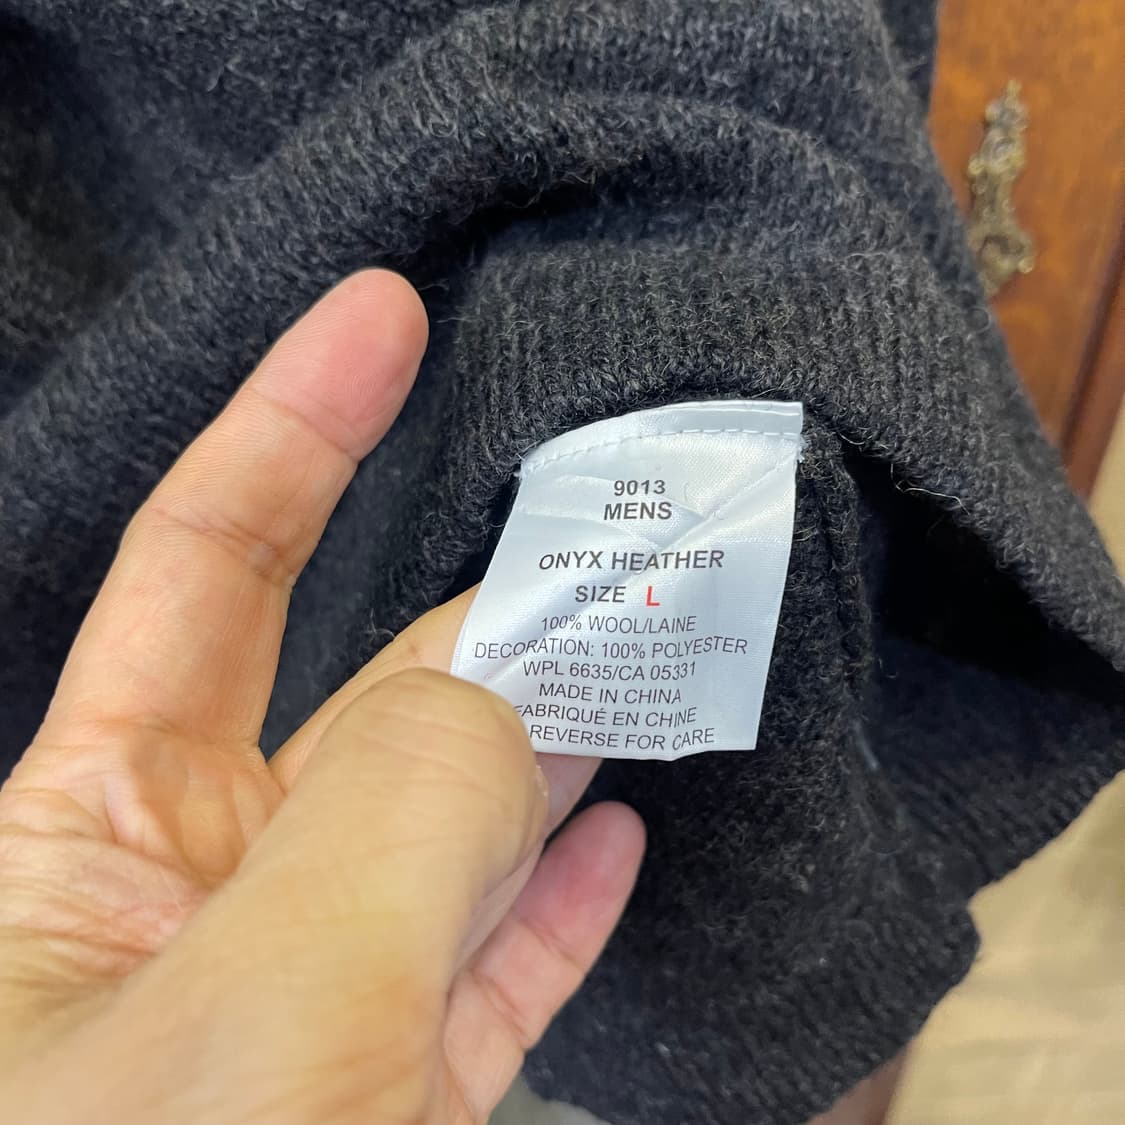 9013
MENS
ONYX HEATHER
SIZE L
100% WOOL/LAINE
DECORATION: 100% POLYESTER
WPL 6635/CA 05331
MADE IN CHINA
FABRIQUÉ EN CHINE
REVERSE FOR CARE